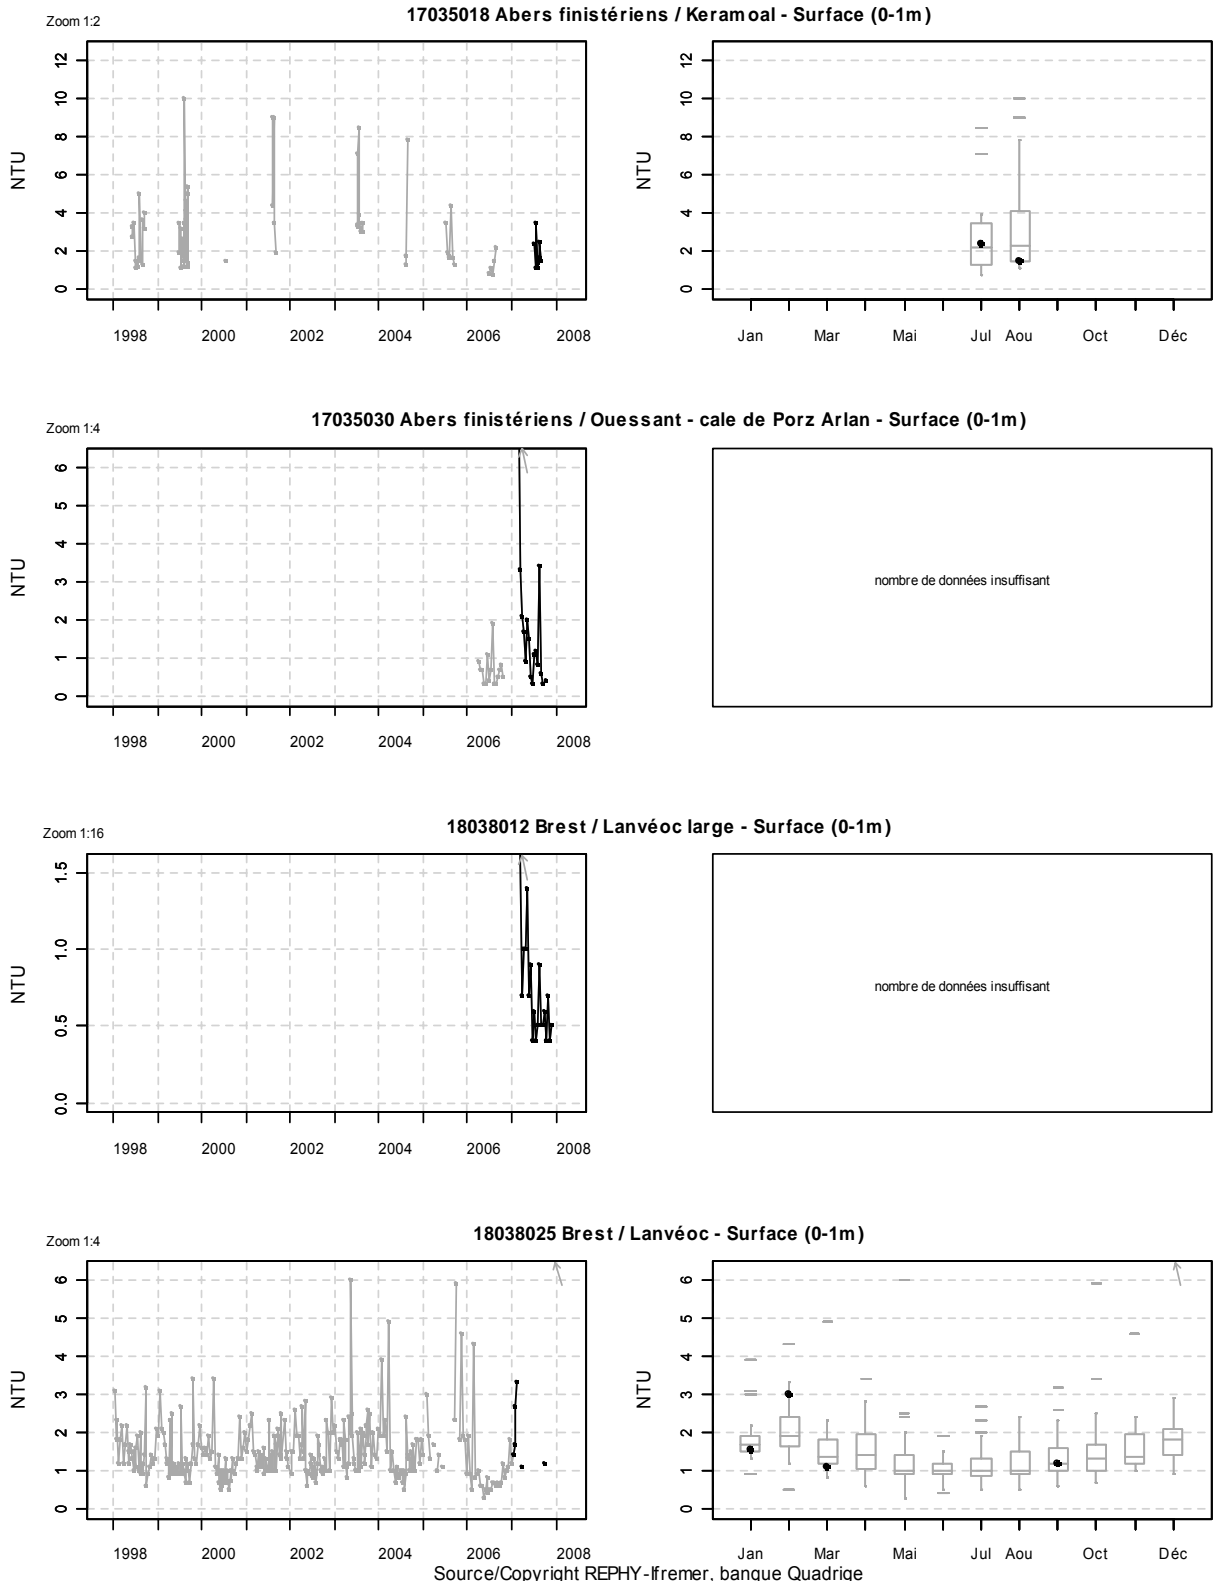 Zoom 1:2
17035018 Abers finistériens / Keramoal - Surface (0-1m)
NTU
12
10
8
6
4
2
0
1998 2000 2002 2004 2006 2008
NTU
12
10
8
6
4
2
0
Jan Mar Mai Jul Aou Oct Déc
Zoom 1:4
17035030 Abers finistériens / Ouessant - cale de Porz Arlan - Surface (0-1m)
NTU
6
5
4
3
2
1
0
1998 2000 2002 2004 2006 2008
nombre de données insuffisant
Zoom 1:16
18038012 Brest / Lanvéoc large - Surface (0-1m)
NTU
1.5
1.0
0.5
0.0
1998 2000 2002 2004 2006 2008
nombre de données insuffisant
Zoom 1:4
18038025 Brest / Lanvéoc - Surface (0-1m)
NTU
6
5
4
3
2
1
0
1998 2000 2002 2004 2006 2008
NTU
6
5
4
3
2
1
0
Jan Mar Mai Jul Aou Oct Déc
Source/Copyright REPHY-Ifremer, banque Quadrige